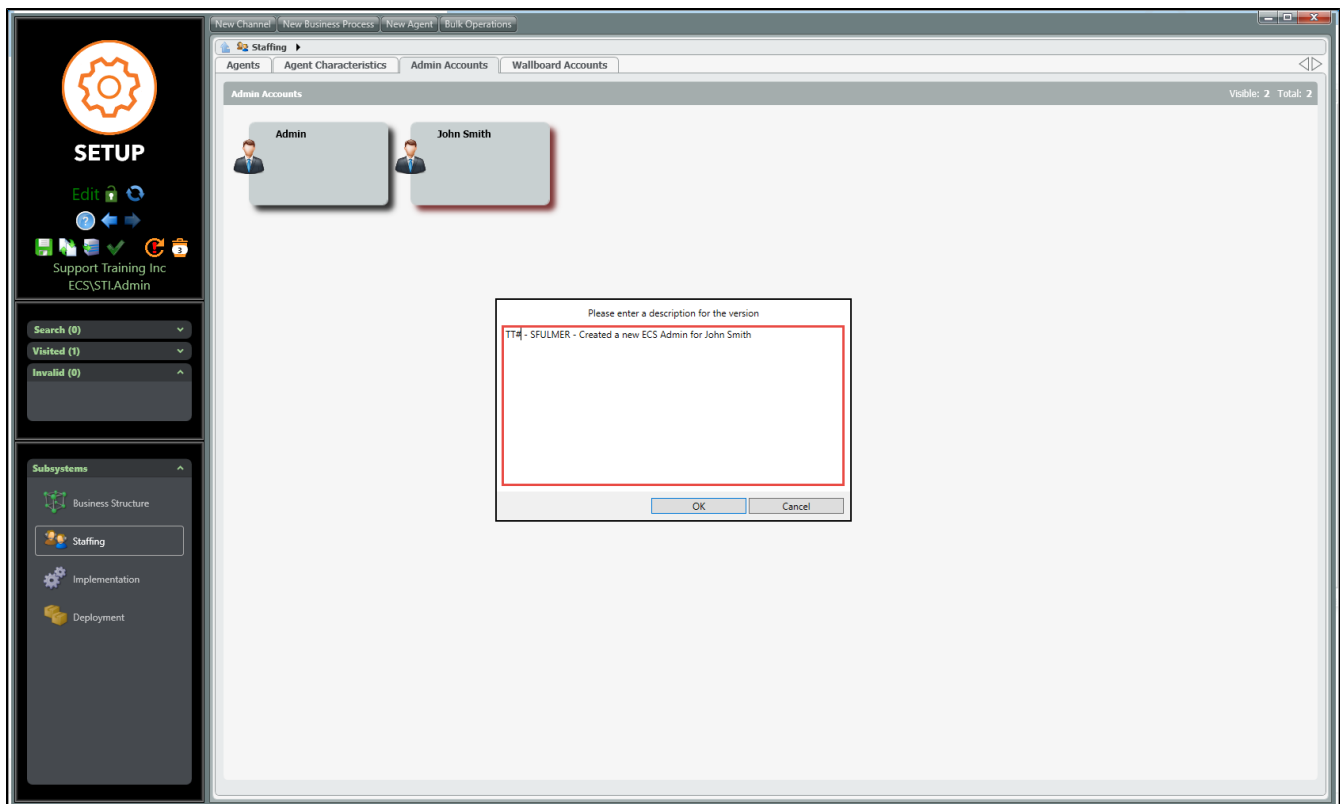 New Channel New Business Process New Agent Bulk Operations
Staffing
Agents Agent Characteristics Admin Accounts Wallboard Accounts
Admin Accounts Visible: 2 Total: 2
Admin John Smith
SETUP
Edit
?
3
Support Training Inc
ECS\STI.Admin
Search (0)
Visited (1)
Invalid (0)
Subsystems
Business Structure
Staffing
Implementation
Deployment
Please enter a description for the version
TT# - SFULMER - Created a new ECS Admin for John Smith
OK Cancel